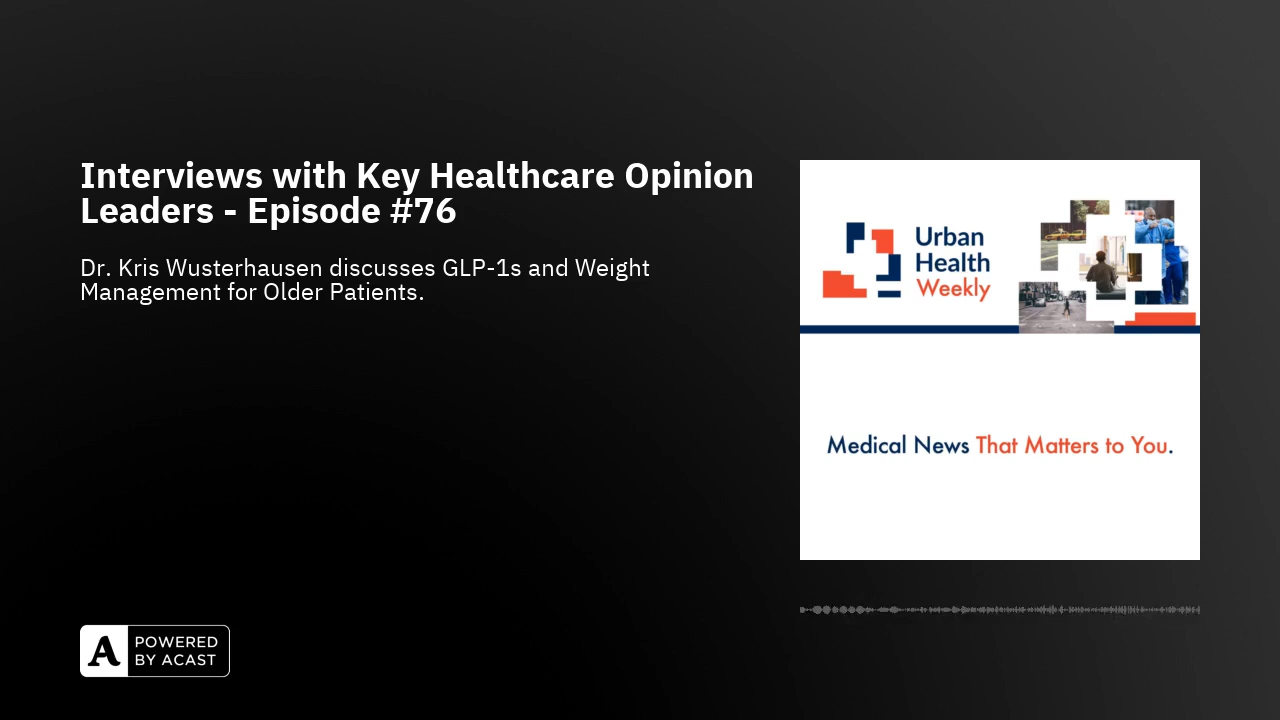 Interviews with Key Healthcare Opinion
Leaders - Episode #76
Dr. Kris Wusterhausen discusses GLP-1s and Weight
Management for Older Patients.
Urban
Health
Weekly
Medical News That Matters to You.
A POWERED
BY ACAST